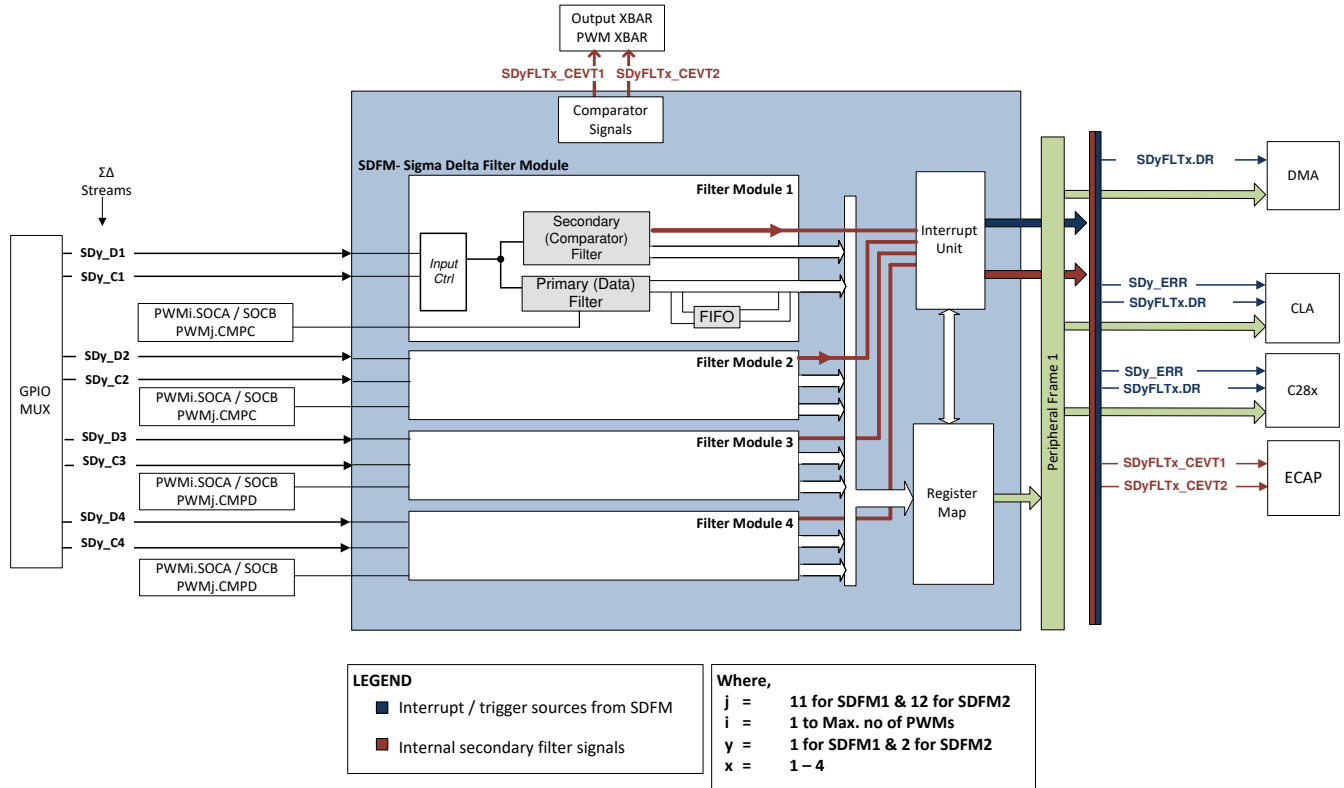 Output XBAR
PWM XBAR
SDyFLTx_CEVT1 SDyFLTx_CEVT2
Comparator
Signals
SDFM- Sigma Delta Filter Module
ΣΔ
Streams
GPIO
MUX
SDy_D1
SDy_C1
PWMi.SOCA / SOCB
PWMj.CMPC
SDy_D2
SDy_C2
PWMi.SOCA / SOCB
PWMj.CMPC
SDy_D3
SDy_C3
PWMi.SOCA / SOCB
PWMj.CMPD
SDy_D4
SDy_C4
PWMi.SOCA / SOCB
PWMj.CMPD
Filter Module 1
Input
Ctrl
Secondary
(Comparator)
Filter
Primary (Data)
Filter
FIFO
Filter Module 2
Filter Module 3
Filter Module 4
Interrupt
Unit
Register
Map
Peripheral Frame 1
SDyFLTx.DR
DMA
SDy_ERR
SDyFLTx.DR
CLA
SDy_ERR
SDyFLTx.DR
C28x
SDyFLTx_CEVT1
SDyFLTx_CEVT2
ECAP
LEGEND
Interrupt / trigger sources from SDFM
Internal secondary filter signals
Where,
j = 11 for SDFM1 & 12 for SDFM2
i = 1 to Max. no of PWMs
y = 1 for SDFM1 & 2 for SDFM2
x = 1 – 4